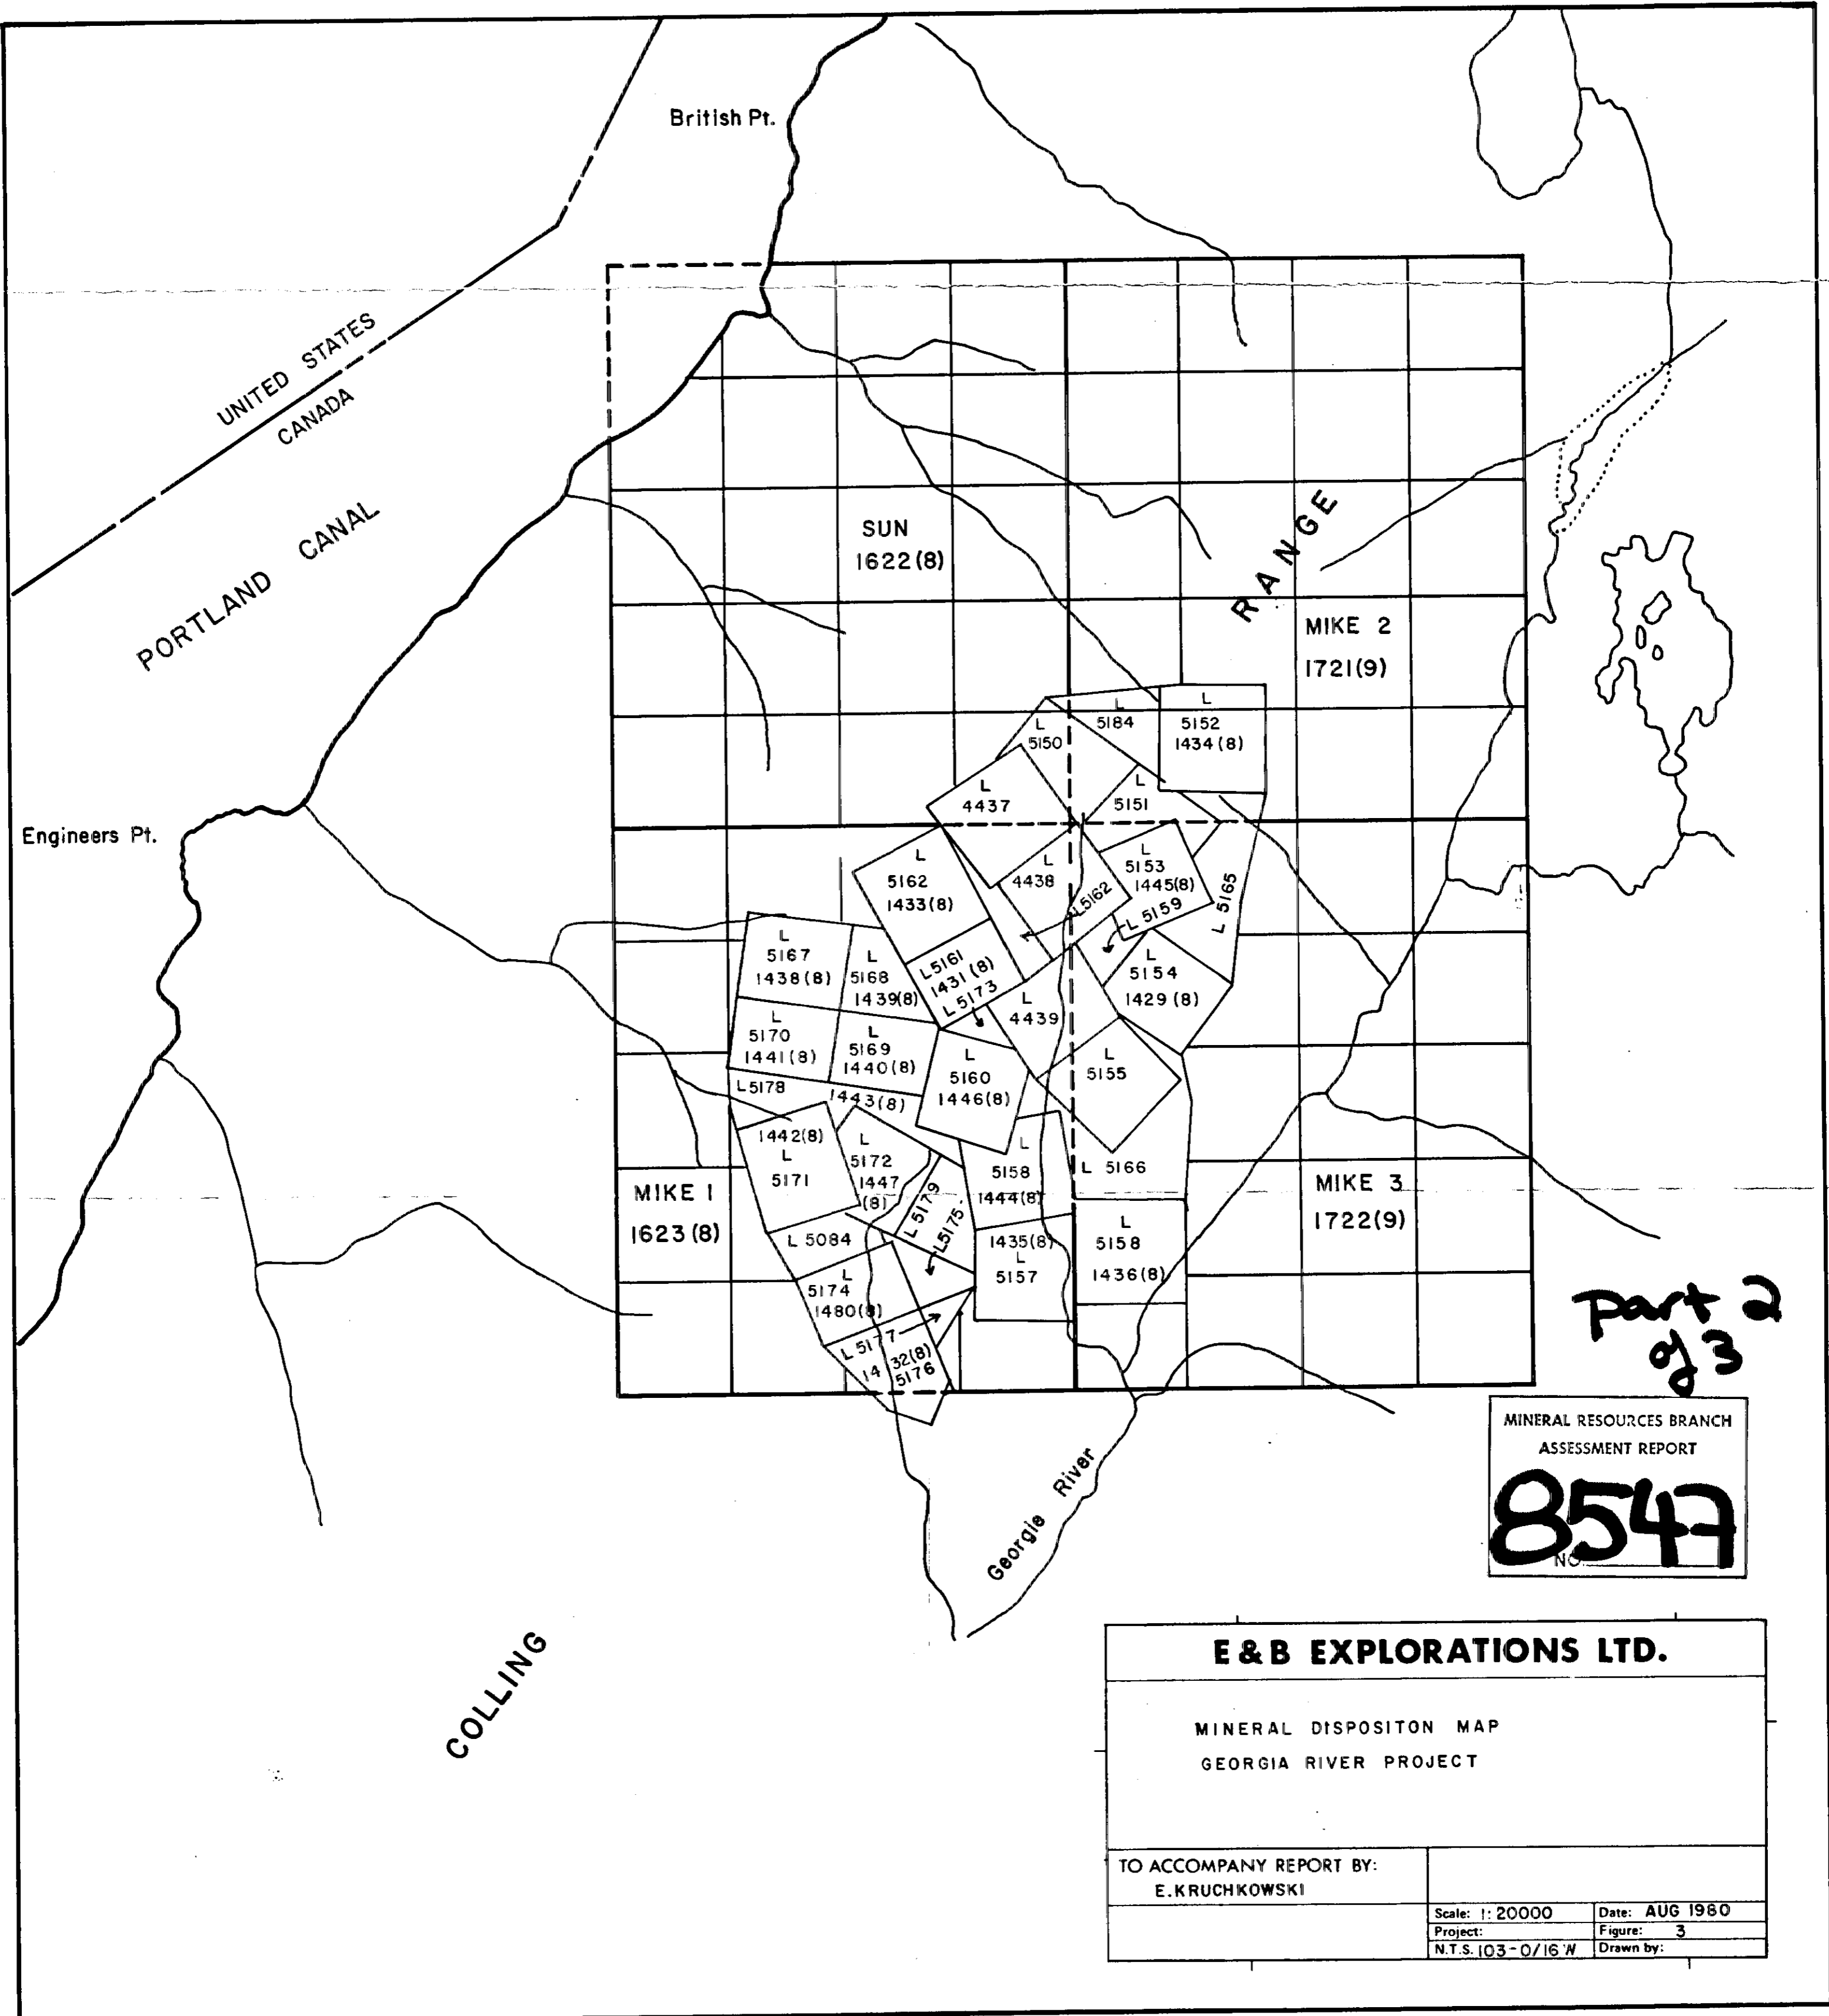 British Pt.
UNITED STATES
CANADA
PORTLAND CANAL
SUN
1622(8)
RANGE
MIKE 2
1721(9)
L
5184
L
5152
1434(8)
L
5150
L
4437
L
5151
Engineers Pt.
L
5162
1433(8)
L
4438
L5162
L
5153
1445(8)
L 5159
L 5165
L
5167
1438(8)
L
5168
1439(8)
L5161
1431(8)
L5173
L
4439
L
5154
1429(8)
L
5170
1441(8)
L
5169
1440(8)
L
5160
1446(8)
L
5155
L5178
1443(8)
1442(8)
L
5171
L
5172
1447
(8)
L 5179
L5175-
L
5158
1444(8)
L 5166
MIKE 1
1623(8)
MIKE 3
1722(9)
L 5084
1435(8)
L
5157
L
5158
1436(8)
L
5174
1480(8)
L 5177
1432(8)
5176
part 2
of 3
MINERAL RESOURCES BRANCH
ASSESSMENT REPORT
8547
NO.
Georgie River
COLLING
E & B EXPLORATIONS LTD.
MINERAL DISPOSITON MAP
GEORGIA RIVER PROJECT
TO ACCOMPANY REPORT BY:
E. KRUCHKOWSKI
Scale: 1:20000
Date: AUG 1980
Project:
Figure: 3
N.T.S. 103-O/16 W
Drawn by: